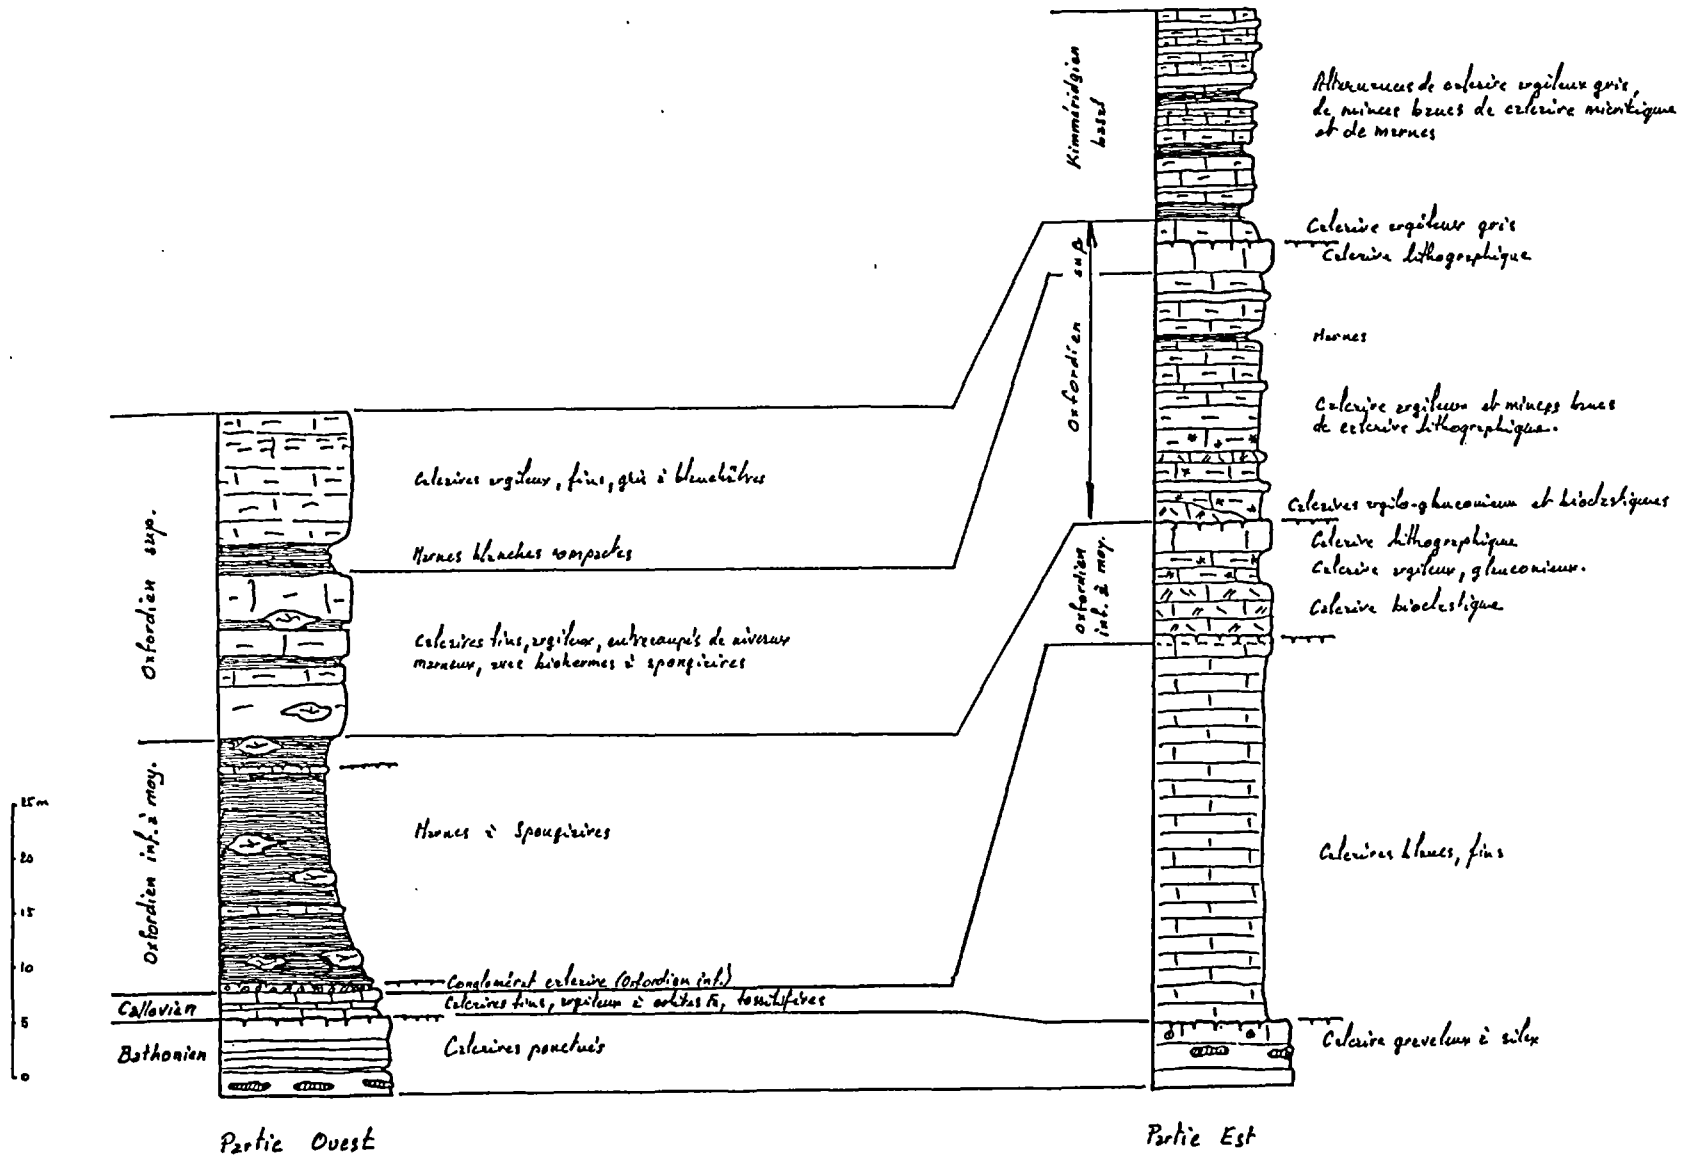 Kimméridgien
basal
Alternances de calcaire argileux gris,
de minces bancs de calcaire micritique
et de marnes
Calcaire argileux gris
Calcaire lithographique
Oxfordien sup
Marnes
Calcaire argileux et minces bancs
de calcaire lithographique.
Calcaires argilo-glauconieux et bioclastiques
Calcaire lithographique
Calcaire argileux, glauconieux.
Calcaire bioclastique
Oxfordien
inf. à moy.
Calcaires blancs, fins
Calcaire graveleux à silex
Partie Est
Oxfordien sup.
Calcaires argileux, fins, gris à blanchâtres
Marnes blanches compactes
Calcaires fins, argileux, entrecoupés de niveaux
marneux, avec biohermes à spongiaires
Oxfordien inf. à moy.
Marnes à Spongiaires
Conglomérat calcaire (Oxfordien inf.)
Callovien
Calcaires fins, argileux à oolites Fe, fossilifères
Bathonien
Calcaires ponctués
25m
20
15
10
5
0
Partie Ouest